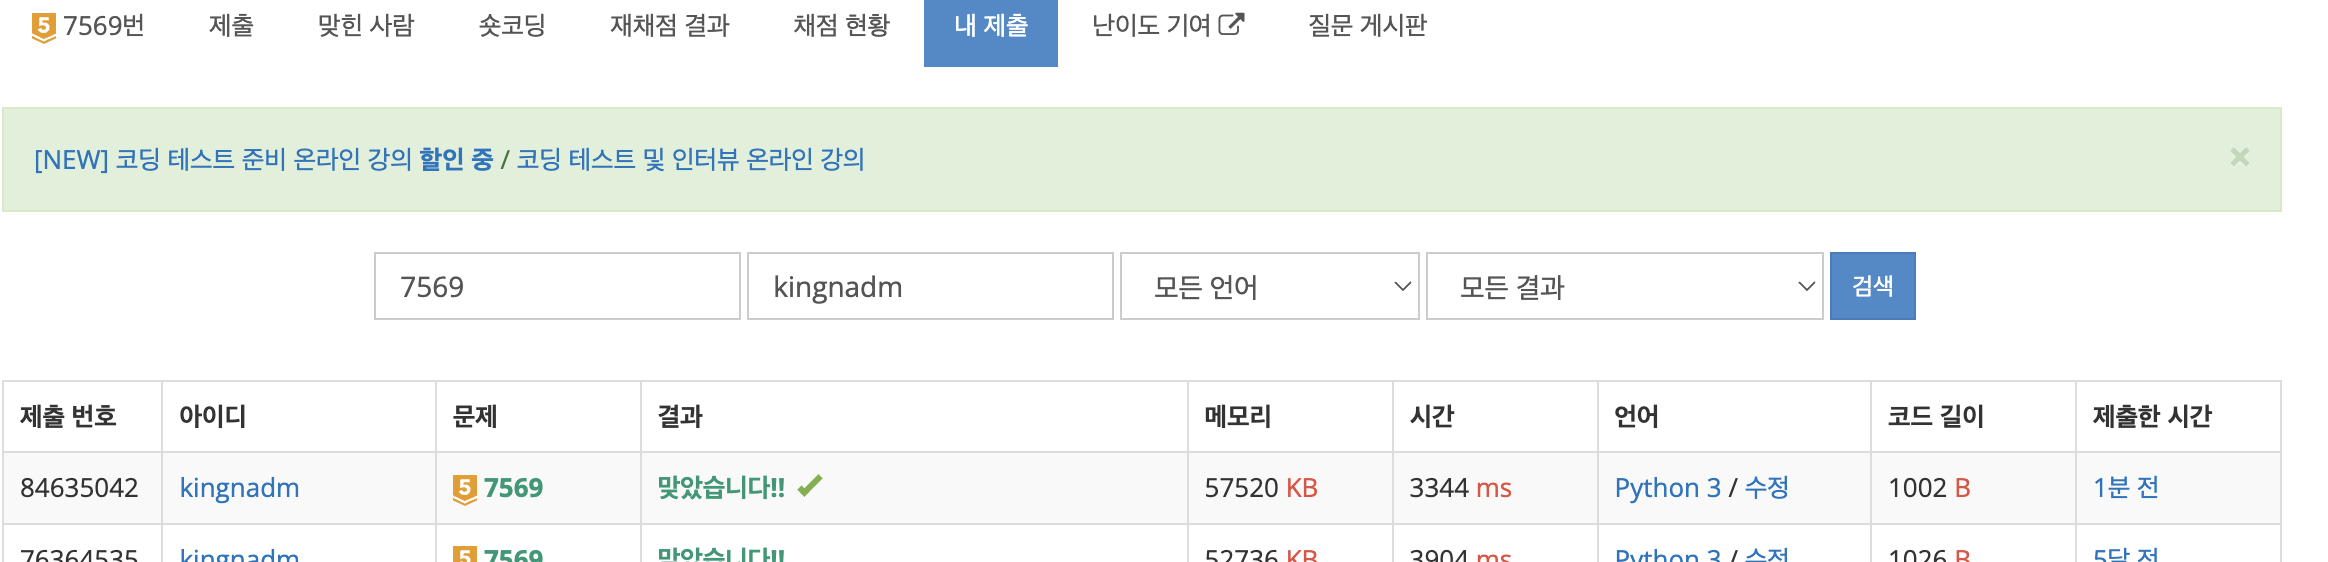 5 7569번 제출 맞힌 사람 숏코딩 재채점 결과 채점 현황 내 제출 난이도 기여 질문 게시판
[NEW] 코딩 테스트 준비 온라인 강의 할인 중 / 코딩 테스트 및 인터뷰 온라인 강의 ×
7569 kingnadm 모든 언어 모든 결과 검색
제출 번호 아이디 문제 결과 메모리 시간 언어 코드 길이 제출한 시간
84635042 kingnadm 5 7569 맞았습니다!! 57520 KB 3344 ms Python 3 / 수정 1002 B 1분 전
76364535 kingnadm 5 7569 맞았습니다!! 52736 KB 3904 ms Python 3 / 수정 1026 B 5달 전